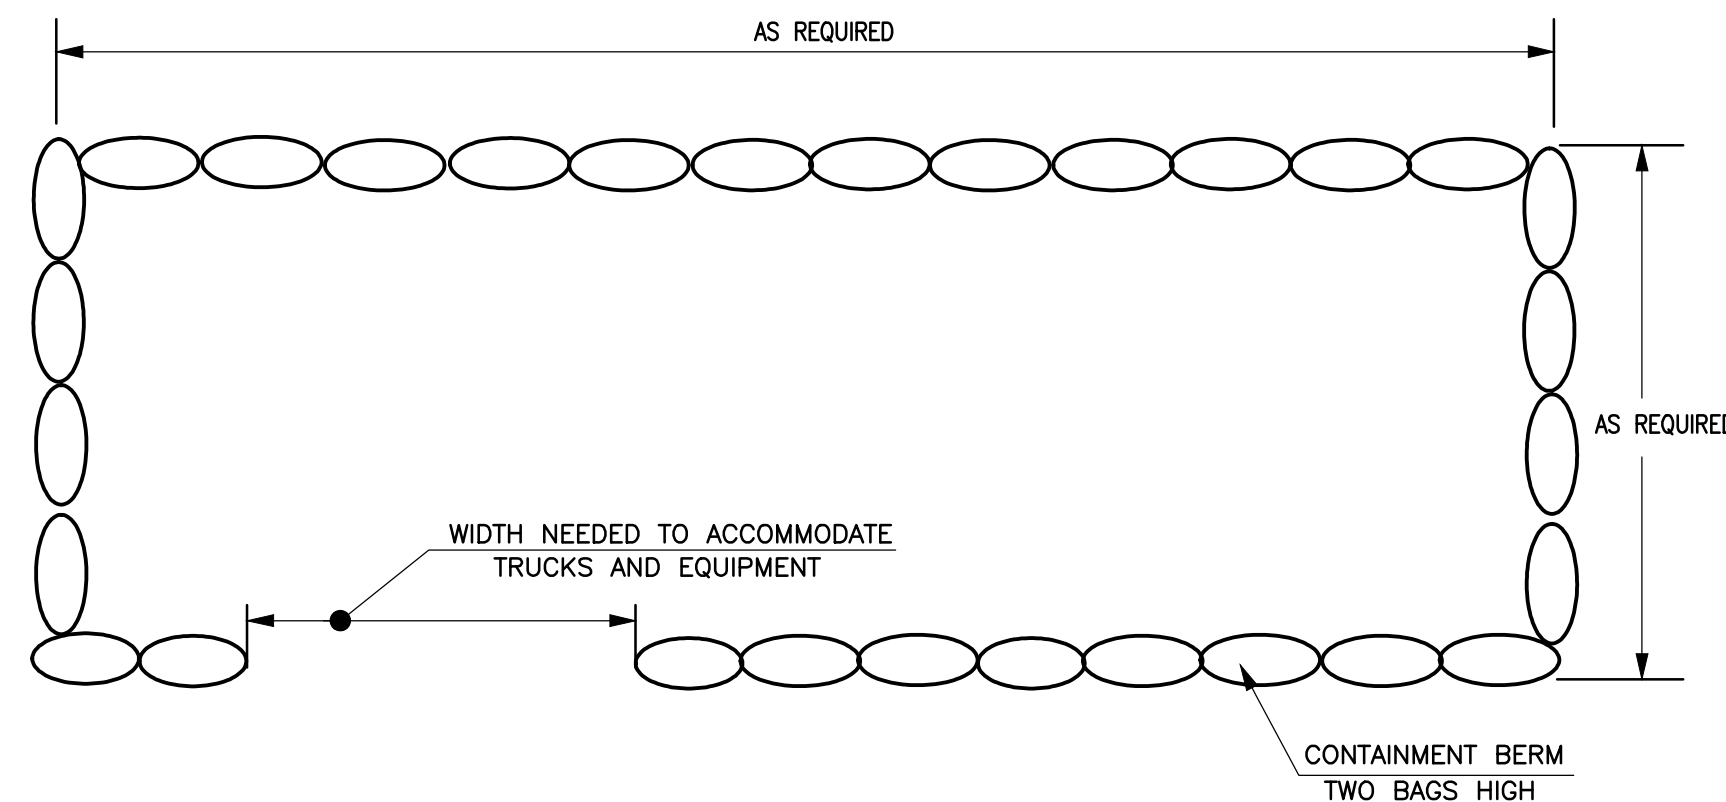 AS REQUIRED
AS REQUIRED
WIDTH NEEDED TO ACCOMMODATE
TRUCKS AND EQUIPMENT
CONTAINMENT BERM
TWO BAGS HIGH